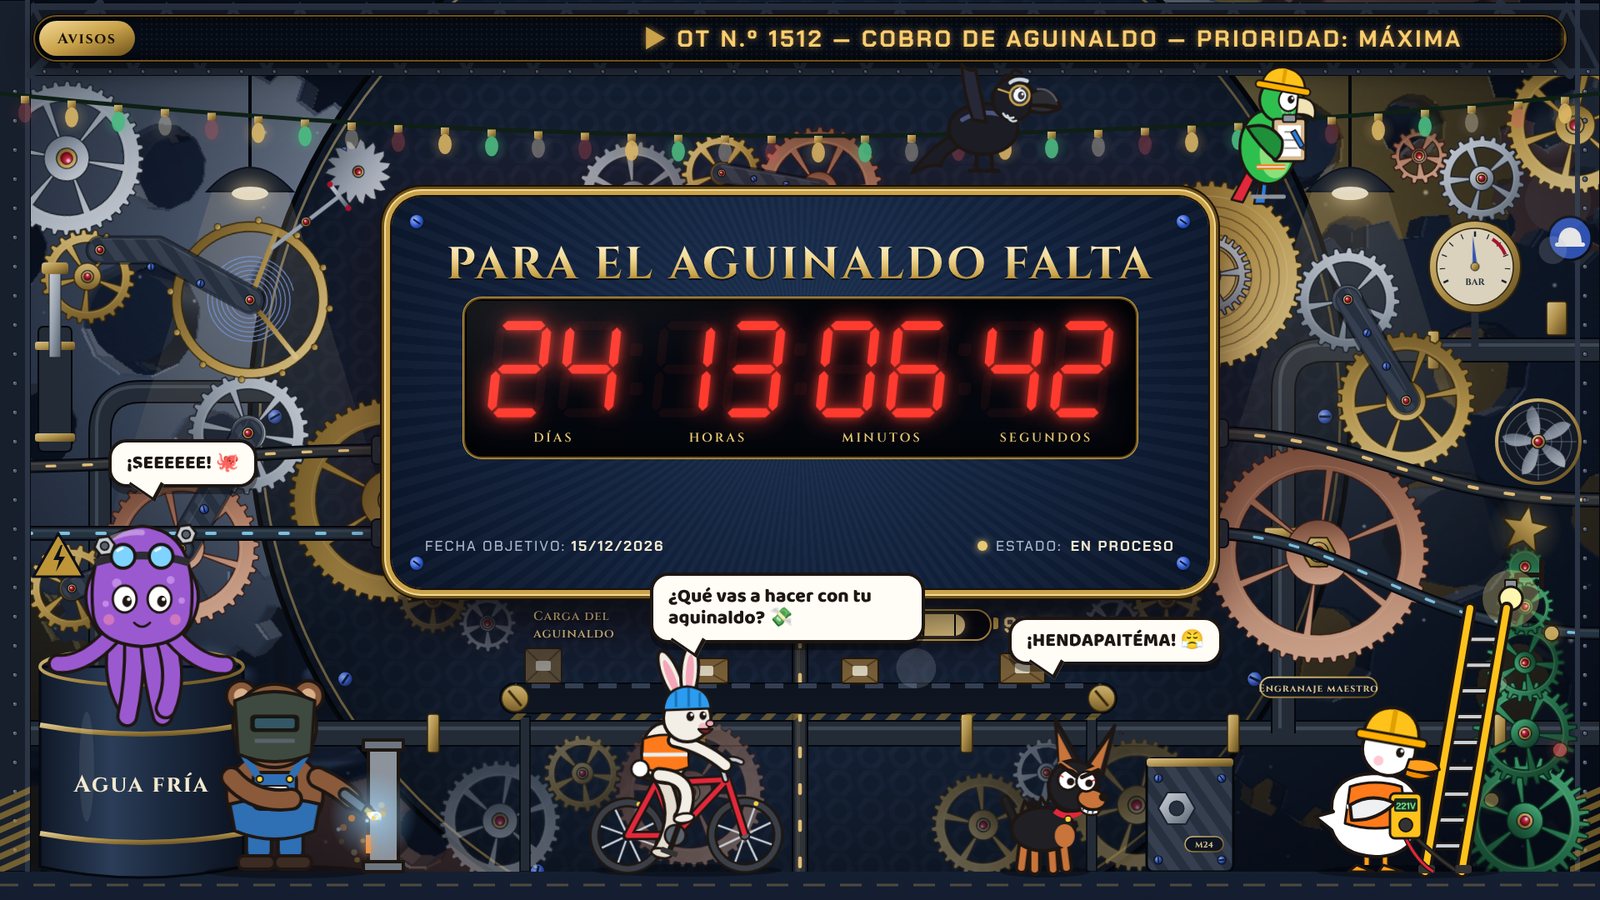 AVISOS
OT N.º 1512 — COBRO DE AGUINALDO — PRIORIDAD: MÁXIMA
PARA EL AGUINALDO FALTA
24 13 06 42
DÍAS HORAS MINUTOS SEGUNDOS
BAR
¡SEEEEEE! 🐙
FECHA OBJETIVO: 15/12/2026
ESTADO: EN PROCESO
¿Qué vas a hacer con tu
aguinaldo? 💸
CARGA DEL
AGUINALDO
¡HENDAPAITÉMA! 😤
ENGRANAJE MAESTRO
AGUA FRÍA
221V
M24